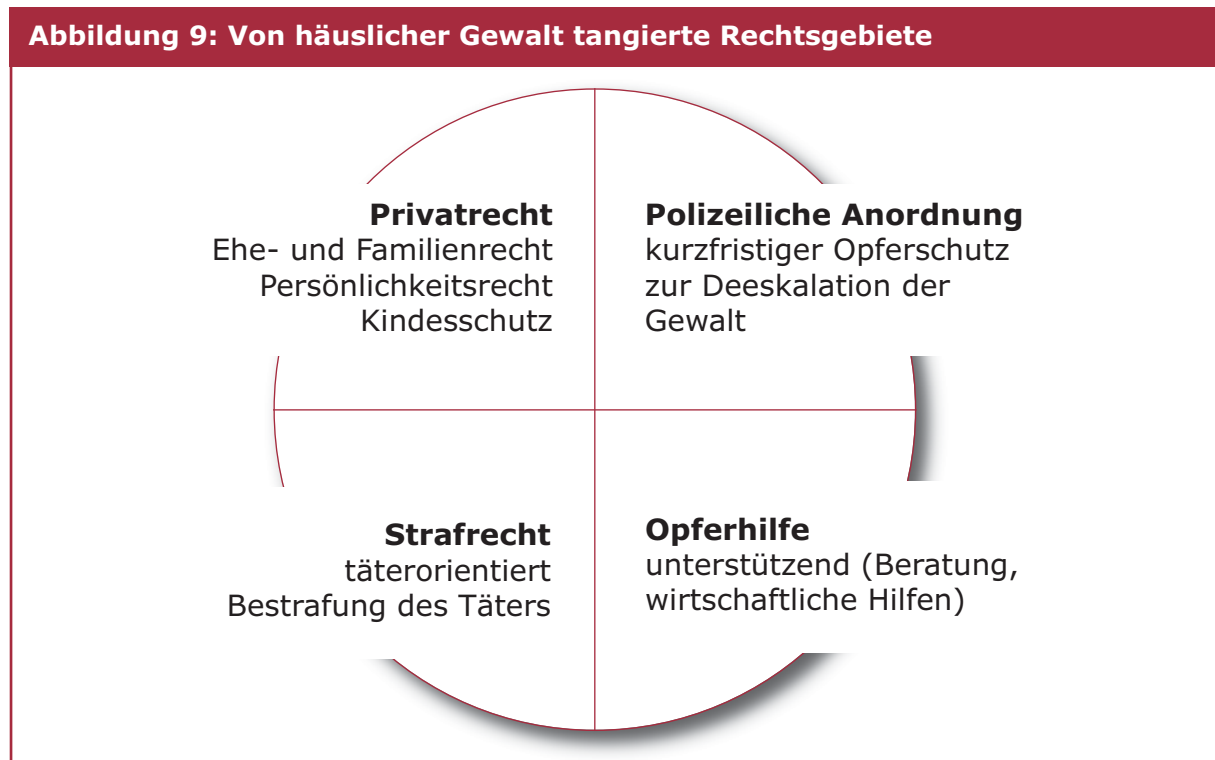 Abbildung 9: Von häuslicher Gewalt tangierte Rechtsgebiete
Privatrecht
Ehe- und Familienrecht
Persönlichkeitsrecht
Kindesschutz
Polizeiliche Anordnung
kurzfristiger Opferschutz
zur Deeskalation der
Gewalt
Strafrecht
täterorientiert
Bestrafung des Täters
Opferhilfe
unterstützend (Beratung,
wirtschaftliche Hilfen)